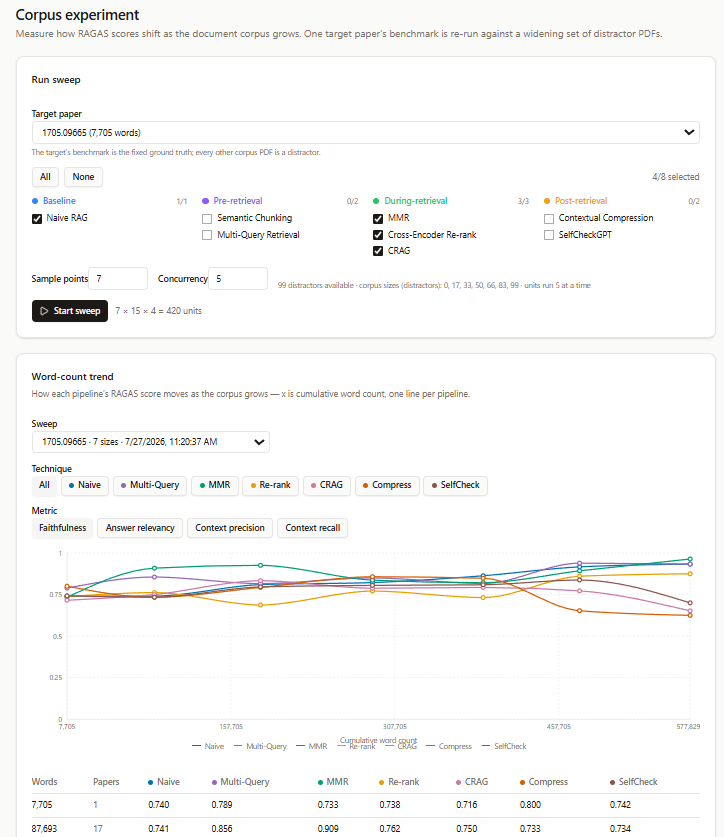 Corpus experiment
Measure how RAGAS scores shift as the document corpus grows. One target paper's benchmark is re-run against a widening set of distractor PDFs.
Run sweep
Target paper
1705.09665 (7,705 words)
The target's benchmark is the fixed ground truth; every other corpus PDF is a distractor.
All None 4/8 selected
Baseline 1/1 Pre-retrieval 0/2 During-retrieval 3/3 Post-retrieval 0/2
Naive RAG Semantic Chunking MMR Contextual Compression
Multi-Query Retrieval Cross-Encoder Re-rank SelfCheckGPT
CRAG
Sample points 7 Concurrency 5 99 distractors available · corpus sizes (distractors): 0, 17, 33, 50, 66, 83, 99 · units run 5 at a time
Start sweep 7 × 15 × 4 = 420 units
Word-count trend
How each pipeline's RAGAS score moves as the corpus grows — x is cumulative word count, one line per pipeline.
Sweep
1705.09665 · 7 sizes · 7/27/2026, 11:20:37 AM
Technique
All Naive Multi-Query MMR Re-rank CRAG Compress SelfCheck
Metric
Faithfulness Answer relevancy Context precision Context recall
1
0.75
0.5
0.25
0
7,705 157,705 307,705 457,705 577,829
Cumulative word count
Naive Multi-Query MMR Re-rank CRAG Compress SelfCheck
Words Papers Naive Multi-Query MMR Re-rank CRAG Compress SelfCheck
7,705 1 0.740 0.789 0.733 0.738 0.716 0.800 0.742
87,693 17 0.741 0.856 0.909 0.762 0.750 0.733 0.734